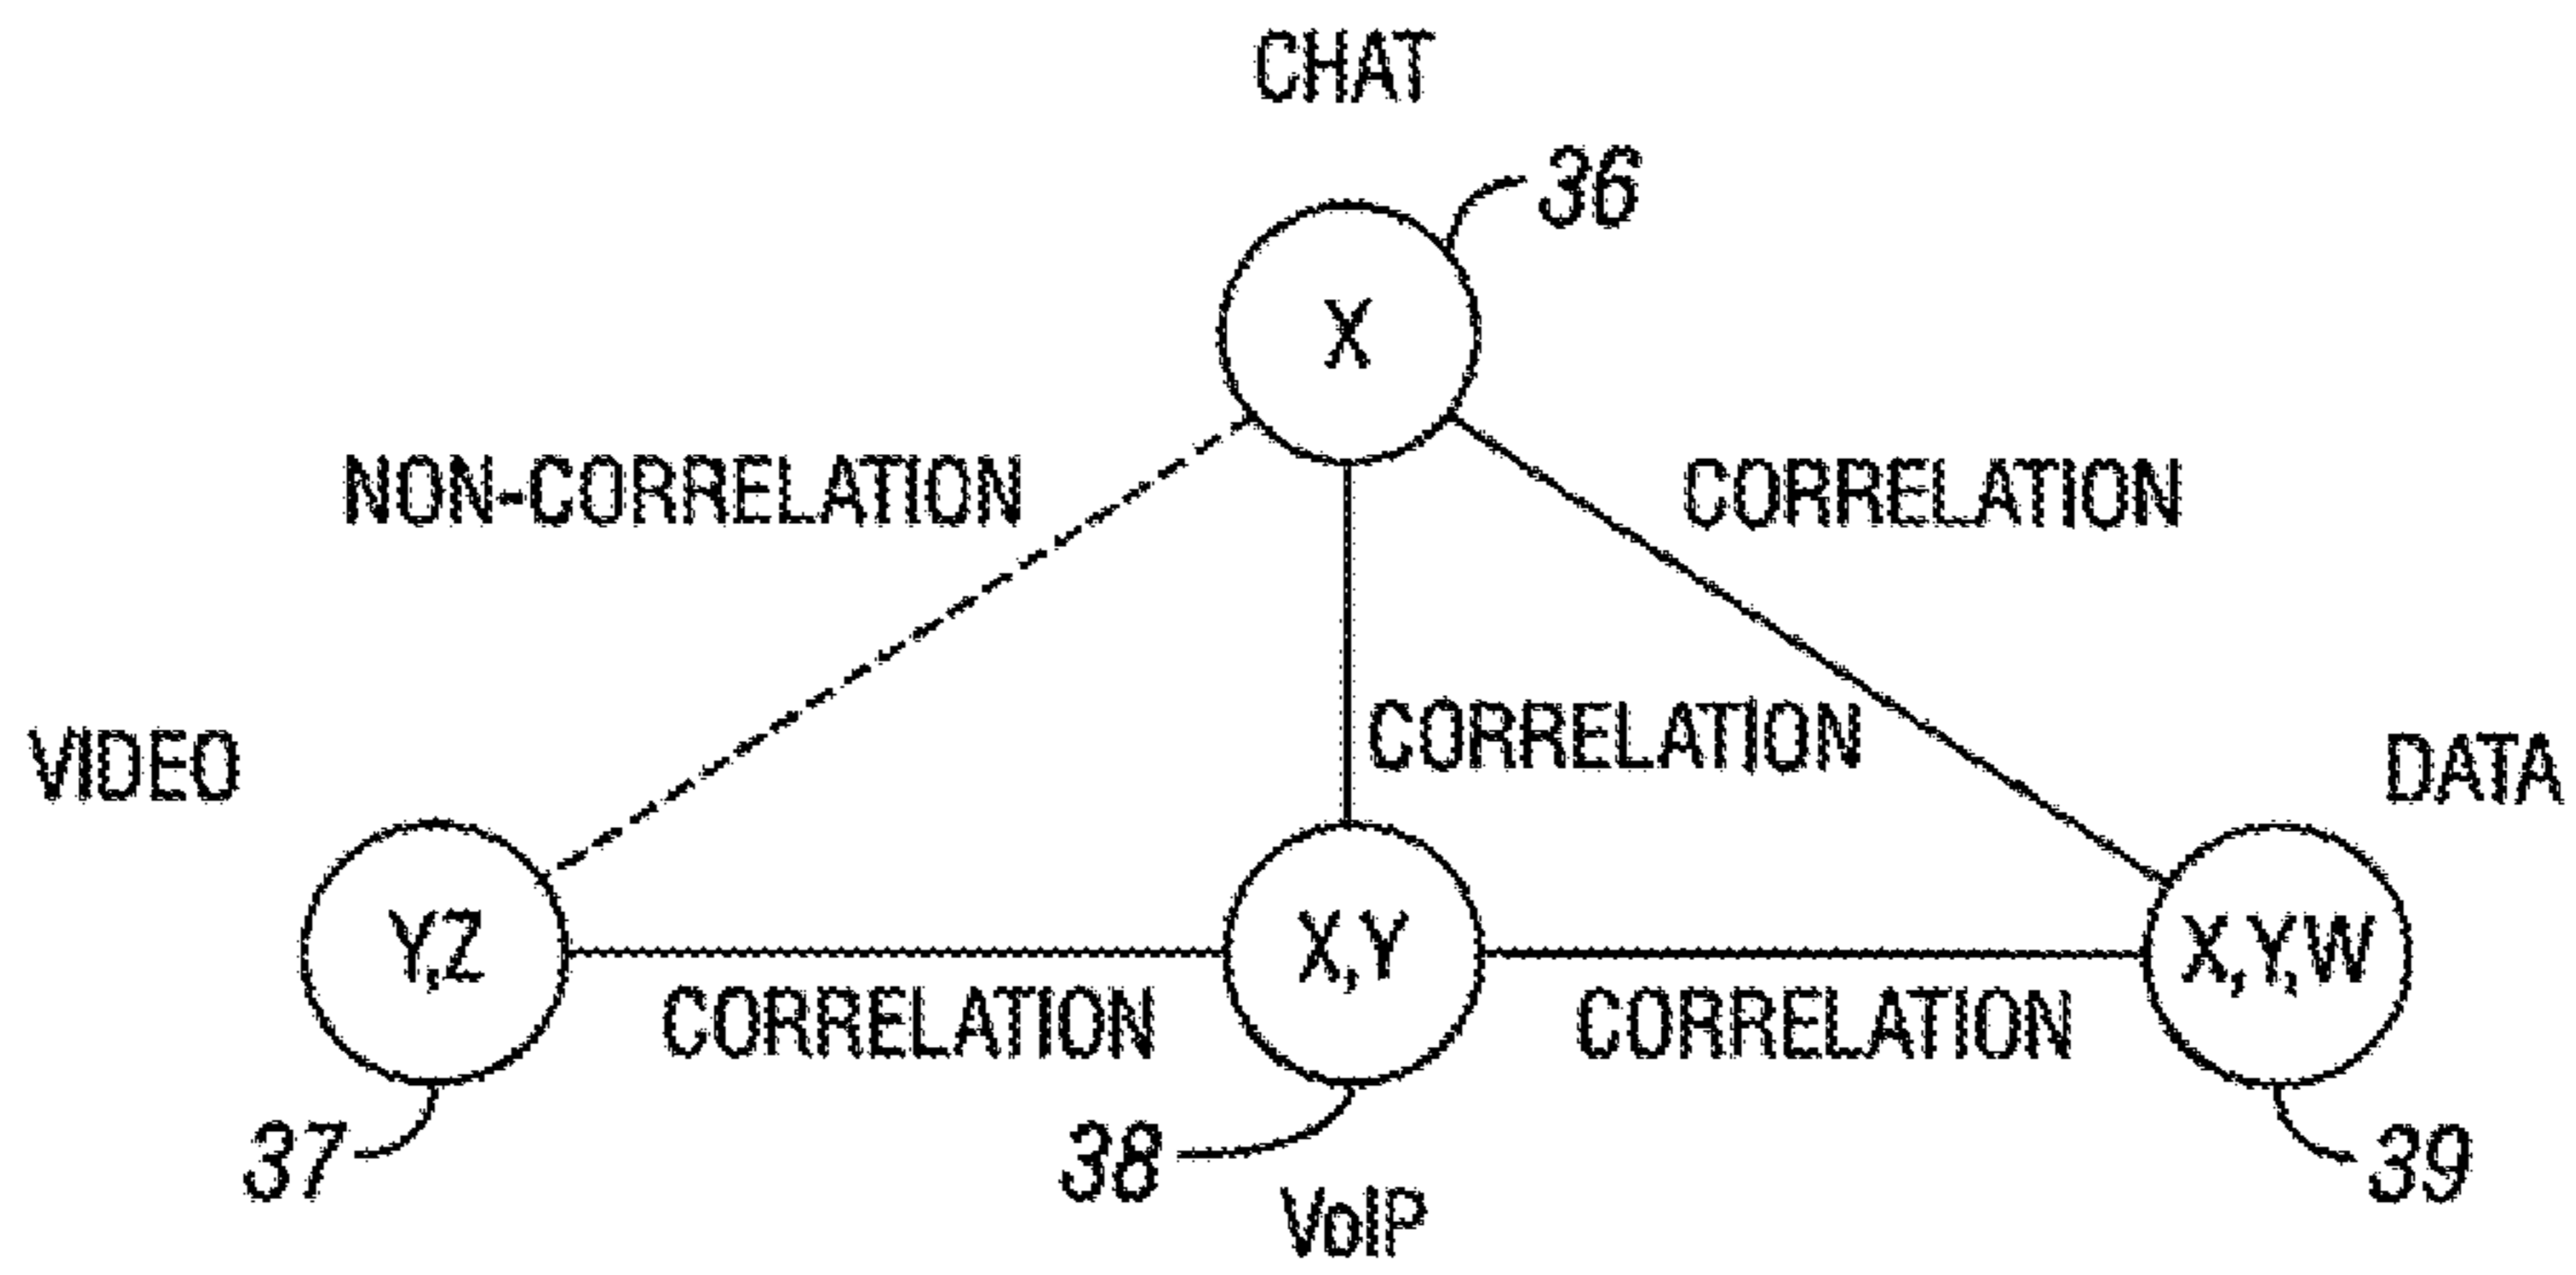 CHAT
36
X
NON-CORRELATION
CORRELATION
CORRELATION
VIDEO
DATA
Y,Z
X,Y
X,Y,W
CORRELATION
CORRELATION
37
38
39
VoIP